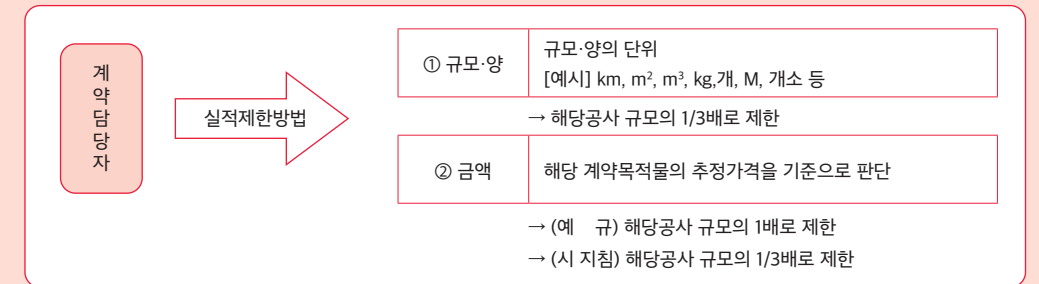 계약담당자
실적제한방법
① 규모·양
규모·양의 단위
[예시] km, m², m³, kg,개, M, 개소 등
→ 해당공사 규모의 1/3배로 제한
② 금액
해당 계약목적물의 추정가격을 기준으로 판단
→ (예 규) 해당공사 규모의 1배로 제한
→ (시 지침) 해당공사 규모의 1/3배로 제한